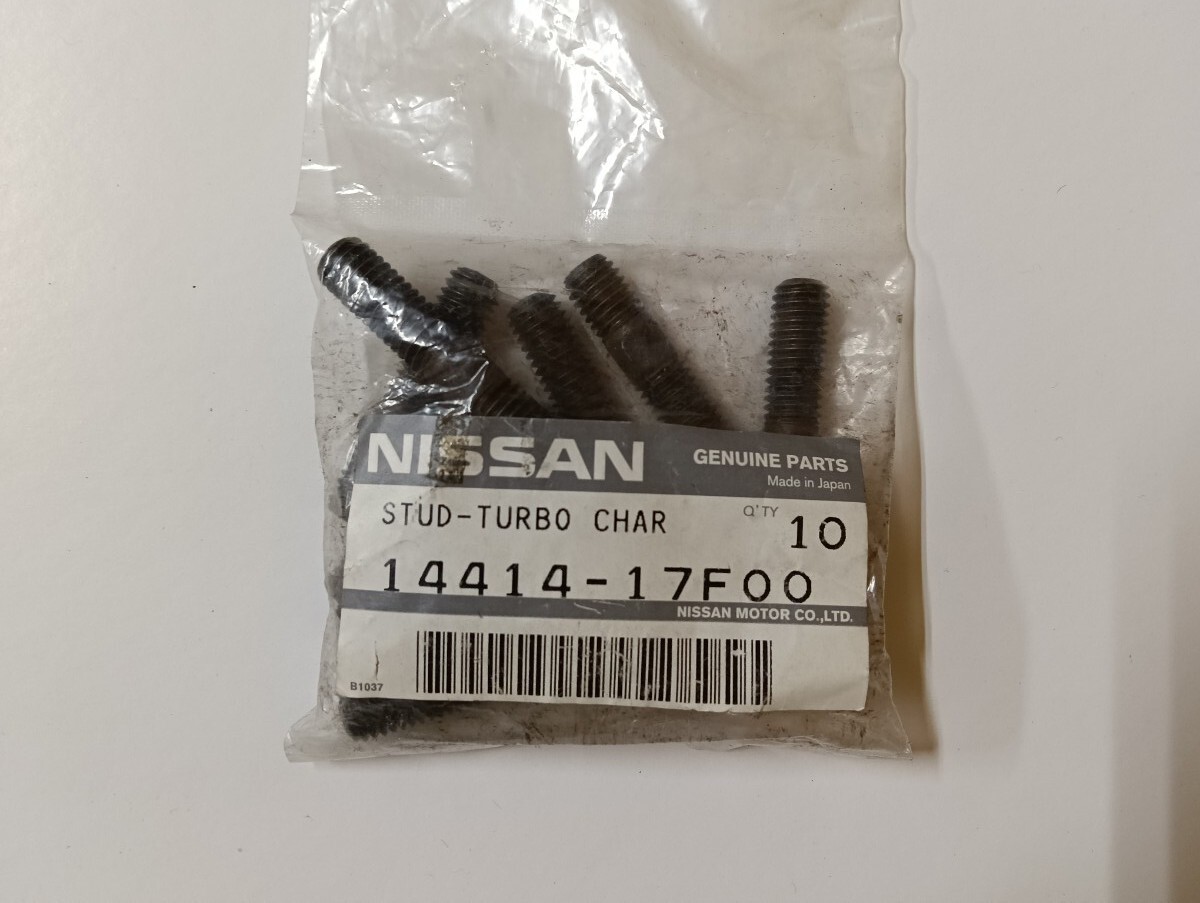 NISSAN
GENUINE PARTS
Made in Japan
STUD-TURBO CHAR
Q'TY 10
14414-17F00
NISSAN MOTOR CO.,LTD.
B1037